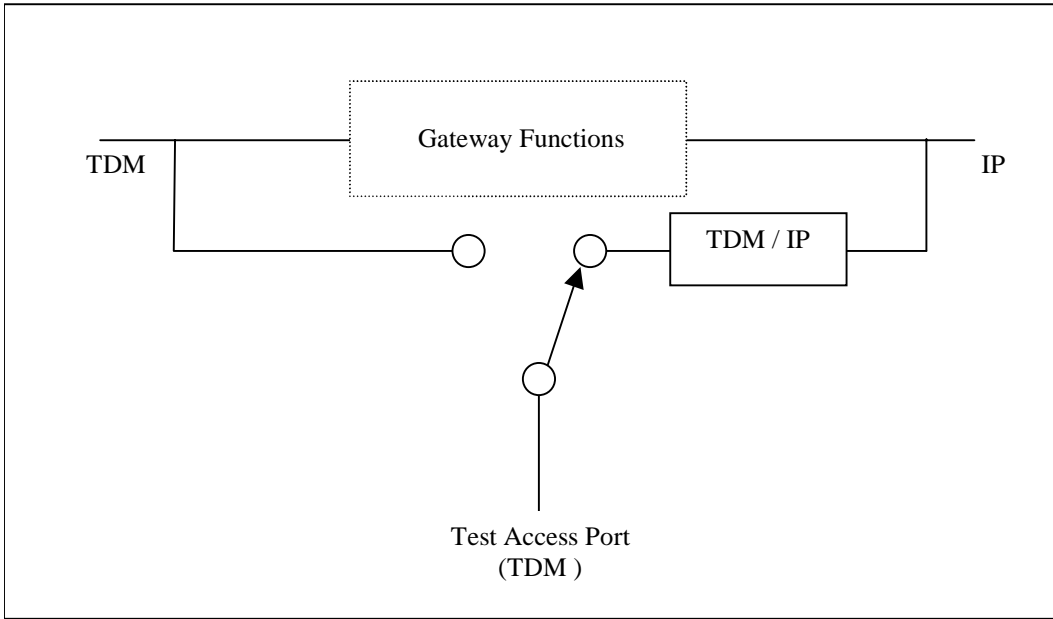 Gateway Functions
TDM
IP
TDM / IP
Test Access Port
(TDM )